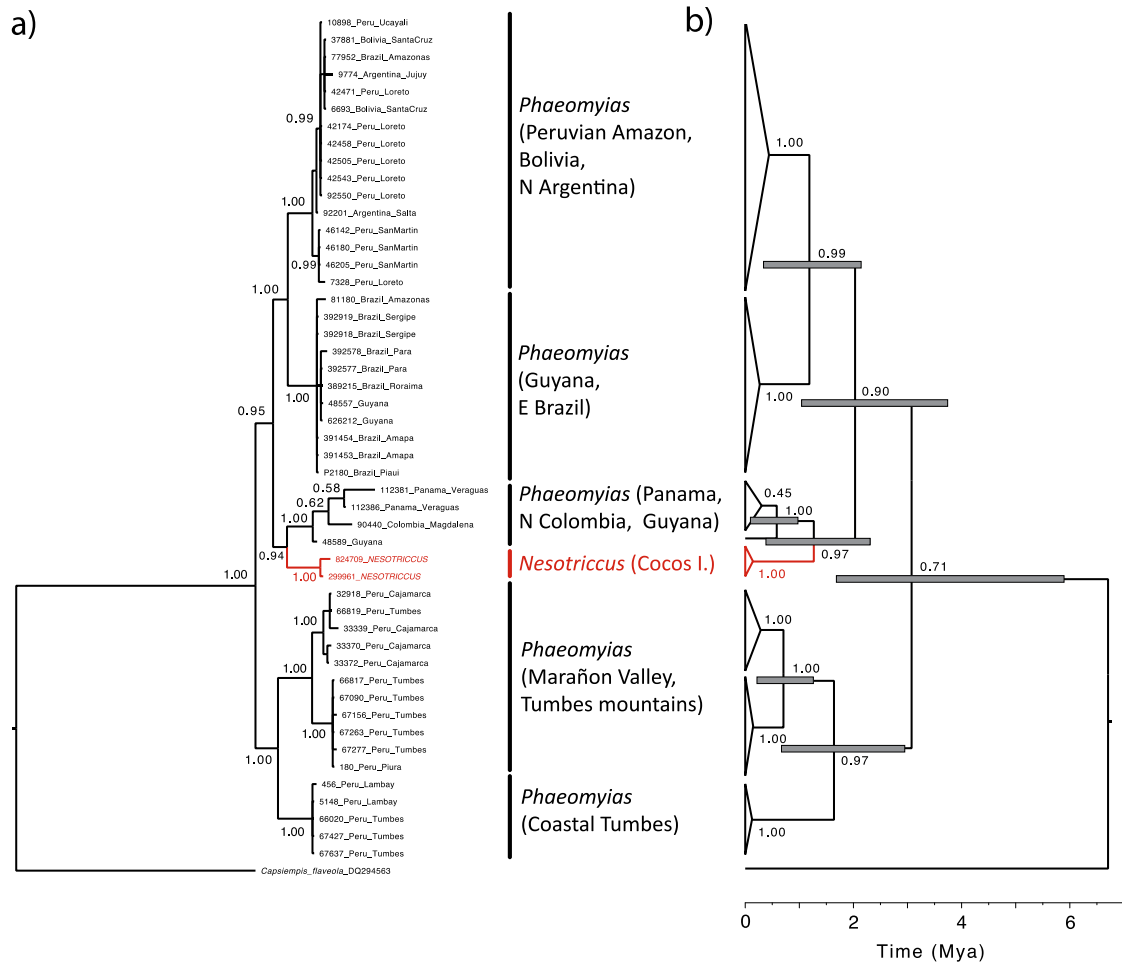 a)
10898_Peru_Ucayali
37881_Bolivia_SantaCruz
77952_Brazil_Amazonas
9774_Argentina_Jujuy
42471_Peru_Loreto
6693_Bolivia_SantaCruz
0.99
42174_Peru_Loreto
42458_Peru_Loreto
42505_Peru_Loreto
42543_Peru_Loreto
92550_Peru_Loreto
1.00
92201_Argentina_Salta
46142_Peru_SanMartin
46180_Peru_SanMartin
0.99
46205_Peru_SanMartin
7328_Peru_Loreto
1.00
81180_Brazil_Amazonas
392919_Brazil_Sergipe
392918_Brazil_Sergipe
392578_Brazil_Para
392577_Brazil_Para
389215_Brazil_Roraima
1.00
48557_Guyana
626212_Guyana
0.95
391454_Brazil_Amapa
391453_Brazil_Amapa
P2180_Brazil_Piaui
0.58
112381_Panama_Veraguas
0.62
112386_Panama_Veraguas
1.00
90440_Colombia_Magdalena
48589_Guyana
0.94
824709_NESOTRICCUS
1.00
299961_NESOTRICCUS
1.00
32918_Peru_Cajamarca
66819_Peru_Tumbes
1.00
33339_Peru_Cajamarca
33370_Peru_Cajamarca
33372_Peru_Cajamarca
1.00
66817_Peru_Tumbes
67090_Peru_Tumbes
67156_Peru_Tumbes
67263_Peru_Tumbes
1.00
67277_Peru_Tumbes
180_Peru_Piura
1.00
456_Peru_Lambay
5148_Peru_Lambay
66020_Peru_Tumbes
67427_Peru_Tumbes
1.00
67637_Peru_Tumbes
Capsiempis_flaveola_DQ294563
Phaeomyias
(Peruvian Amazon,
Bolivia,
N Argentina)
Phaeomyias
(Guyana,
E Brazil)
Phaeomyias (Panama,
N Colombia, Guyana)
Nesotriccus (Cocos I.)
Phaeomyias
(Marañon Valley,
Tumbes mountains)
Phaeomyias
(Coastal Tumbes)
b)
1.00
0.99
1.00
0.90
0.45
1.00
0.97
1.00
0.71
1.00
1.00
1.00
0.97
1.00
0
2
4
6
Time (Mya)